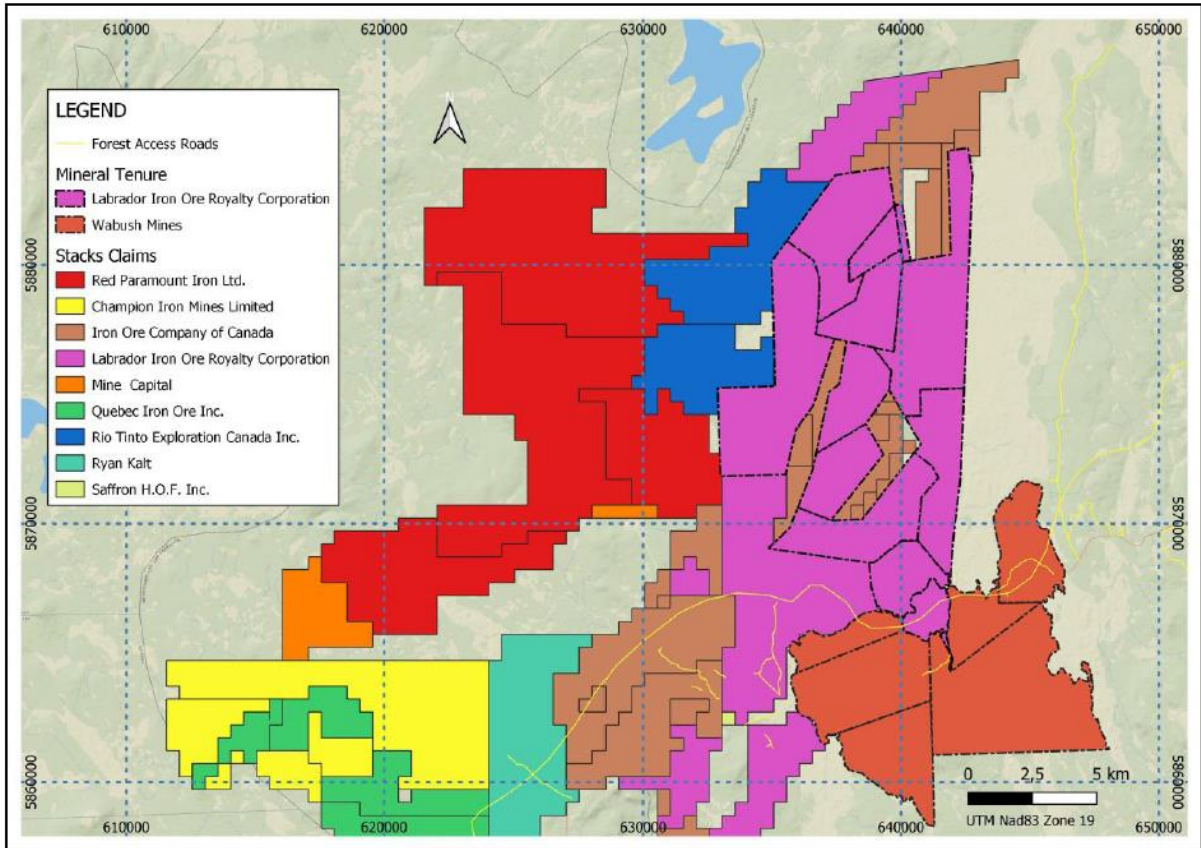 610000 620000 630000 640000 650000
LEGEND
Forest Access Roads
Mineral Tenure
Labrador Iron Ore Royalty Corporation
Wabush Mines
Stacks Claims
Red Paramount Iron Ltd.
Champion Iron Mines Limited
Iron Ore Company of Canada
Labrador Iron Ore Royalty Corporation
Mine Capital
Quebec Iron Ore Inc.
Rio Tinto Exploration Canada Inc.
Ryan Kalt
Saffron H.O.F. Inc.
N
5880000 5880000
5870000 5870000
5860000 5860000
0 2,5 5 km
UTM Nad83 Zone 19
610000 620000 630000 640000 650000